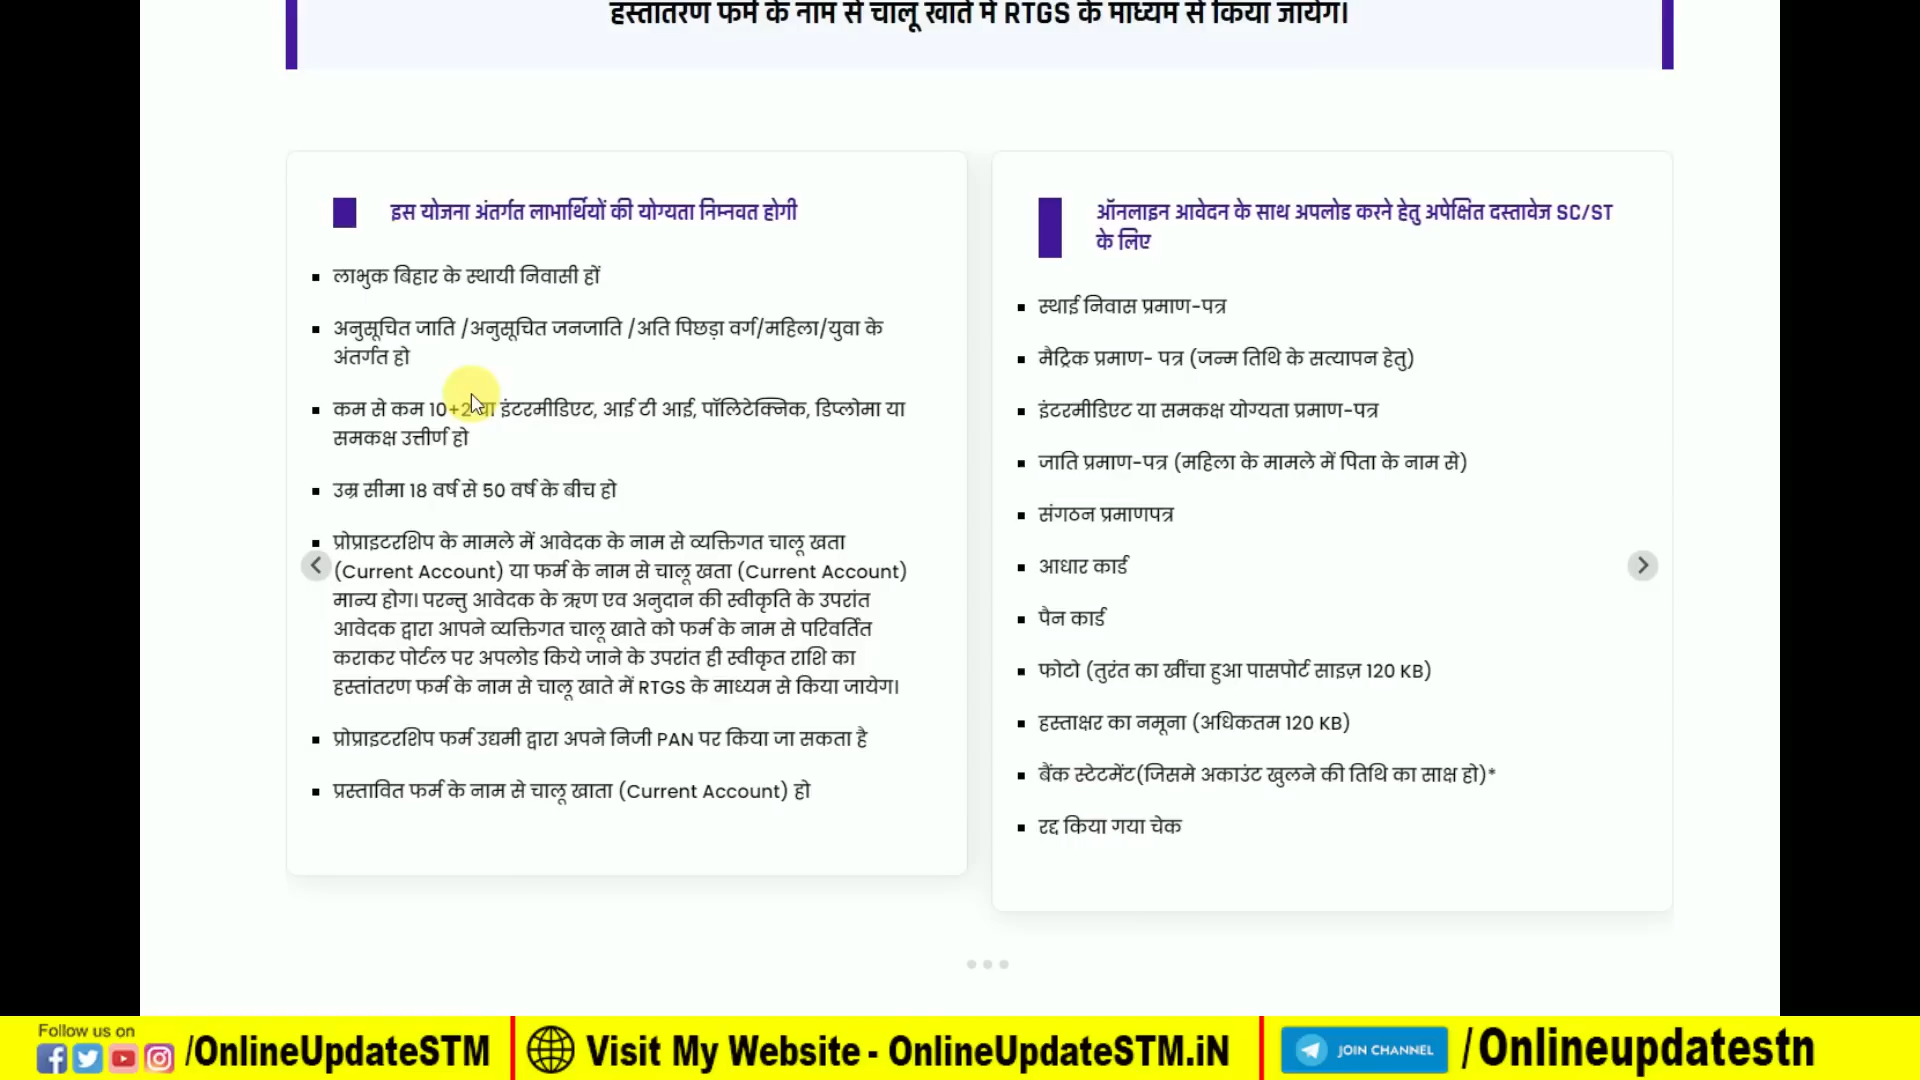 हस्तांतरण फर्म के नाम से चालू खाते में RTGS के माध्यम से किया जायेग।
इस योजना अंतर्गत लाभार्थियों की योग्यता निम्नवत होगी
लाभुक बिहार के स्थायी निवासी हों
अनुसूचित जाति /अनुसूचित जनजाति /अति पिछड़ा वर्ग/महिला/युवा के
अंतर्गत हो
कम से कम 10+2 या इंटरमीडिएट, आई टी आई, पॉलिटेक्निक, डिप्लोमा या
समकक्ष उत्तीर्ण हो
उम्र सीमा 18 वर्ष से 50 वर्ष के बीच हो
प्रोप्राइटरशिप के मामले में आवेदक के नाम से व्यक्तिगत चालू खता
(Current Account) या फर्म के नाम से चालू खता (Current Account)
मान्य होग। परन्तु आवेदक के ऋण एव अनुदान की स्वीकृति के उपरांत
आवेदक द्वारा आपने व्यक्तिगत चालू खाते को फर्म के नाम से परिवर्तित
कराकर पोर्टल पर अपलोड किये जाने के उपरांत ही स्वीकृत राशि का
हस्तांतरण फर्म के नाम से चालू खाते में RTGS के माध्यम से किया जायेग।
प्रोप्राइटरशिप फर्म उद्यमी द्वारा अपने निजी PAN पर किया जा सकता है
प्रस्तावित फर्म के नाम से चालू खाता (Current Account) हो
ऑनलाइन आवेदन के साथ अपलोड करने हेतु अपेक्षित दस्तावेज SC/ST
के लिए
स्थाई निवास प्रमाण-पत्र
मैट्रिक प्रमाण- पत्र (जन्म तिथि के सत्यापन हेतु)
इंटरमीडिएट या समकक्ष योग्यता प्रमाण-पत्र
जाति प्रमाण-पत्र (महिला के मामले में पिता के नाम से)
संगठन प्रमाणपत्र
आधार कार्ड
पैन कार्ड
फोटो (तुरंत का खींचा हुआ पासपोर्ट साइज़ 120 KB)
हस्ताक्षर का नमूना (अधिकतम 120 KB)
बैंक स्टेटमेंट(जिसमे अकाउंट खुलने की तिथि का साक्ष हो)*
रद्द किया गया चेक
Follow us on
/OnlineUpdateSTM
Visit My Website - OnlineUpdateSTM.iN
JOIN CHANNEL
/Onlineupdatestn